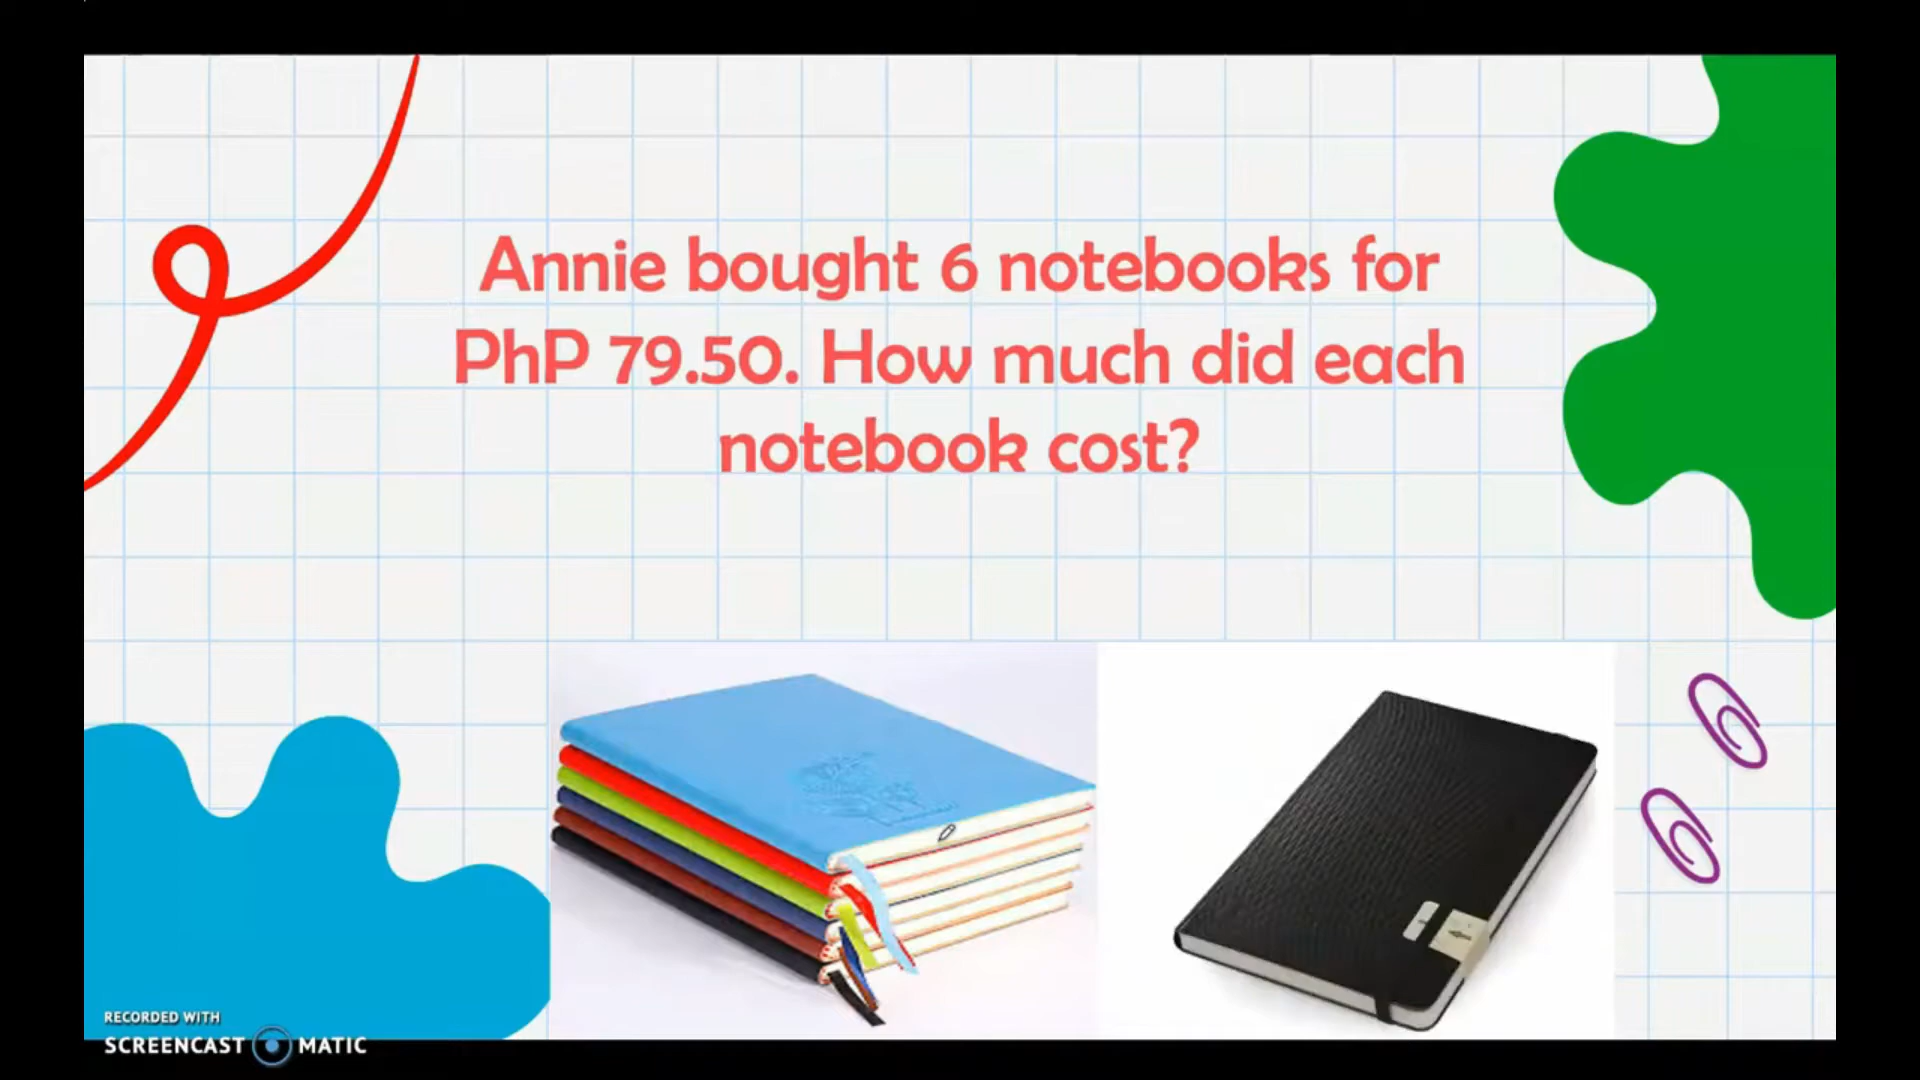 Annie bought 6 notebooks for
PhP 79.50. How much did each
notebook cost?
RECORDED WITH
SCREENCAST MATIC